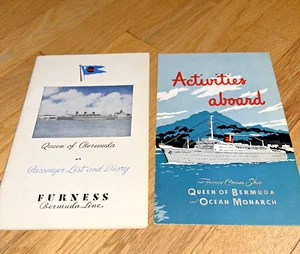 Queen of Bermuda
Passenger List and Diary
FURNESS
Bermuda Line
Activities
aboard
Furness Cruise Ships
QUEEN OF BERMUDA
and OCEAN MONARCH